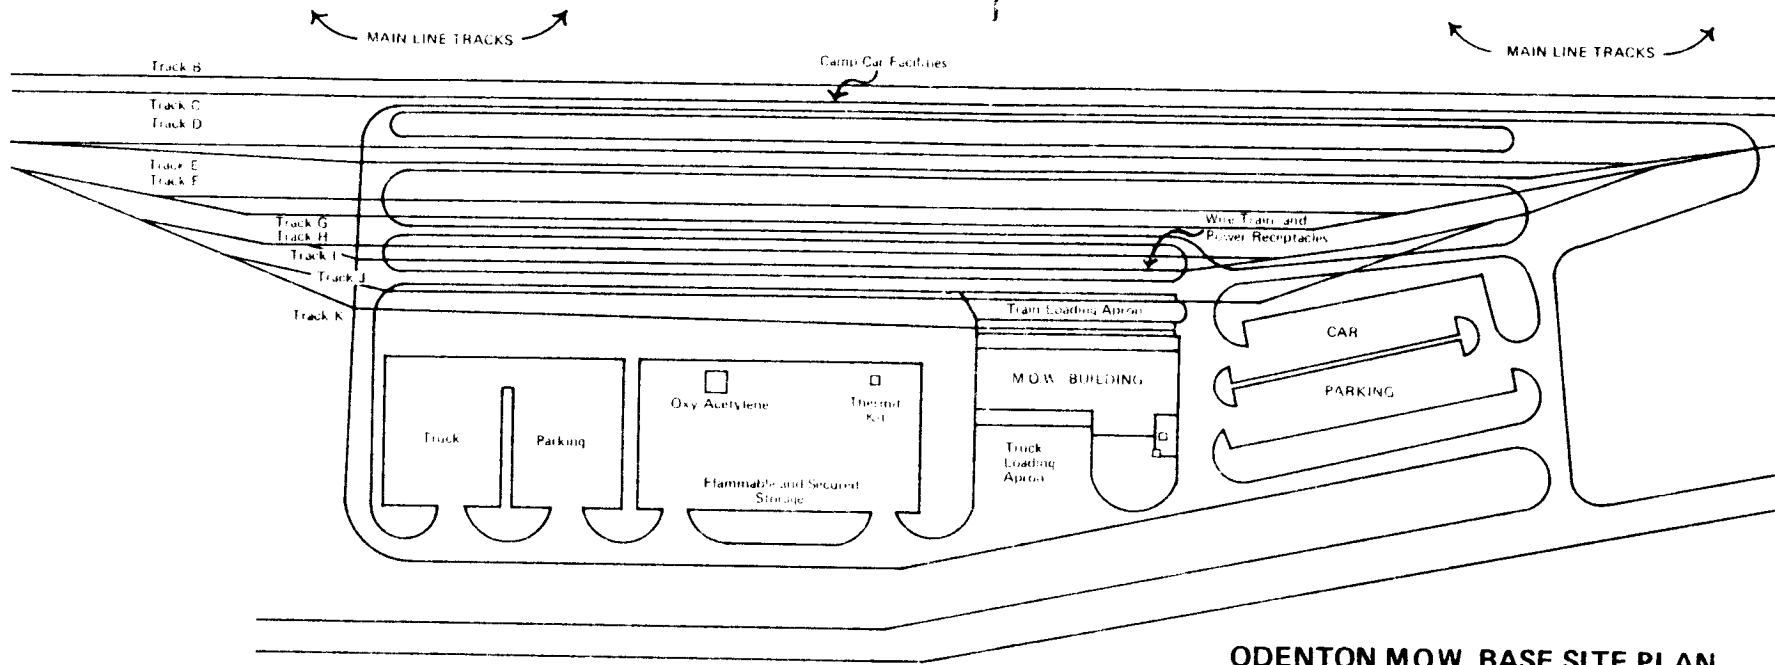 MAIN LINE TRACKS
MAIN LINE TRACKS
Track B
Camp Car Facilities
Track C
Track D
Track E
Track F
Track G
Track H
Track I
Track J
Track K
Wire Train and
Power Receptacles
Train Loading Apron
CAR
PARKING
M.O.W. BUILDING
Oxy Acetylene
Thermit
Kit
Truck
Parking
Truck
Loading
Apron
Flammable and Secured
Storage
ODENTON M.O.W. BASE SITE PLAN